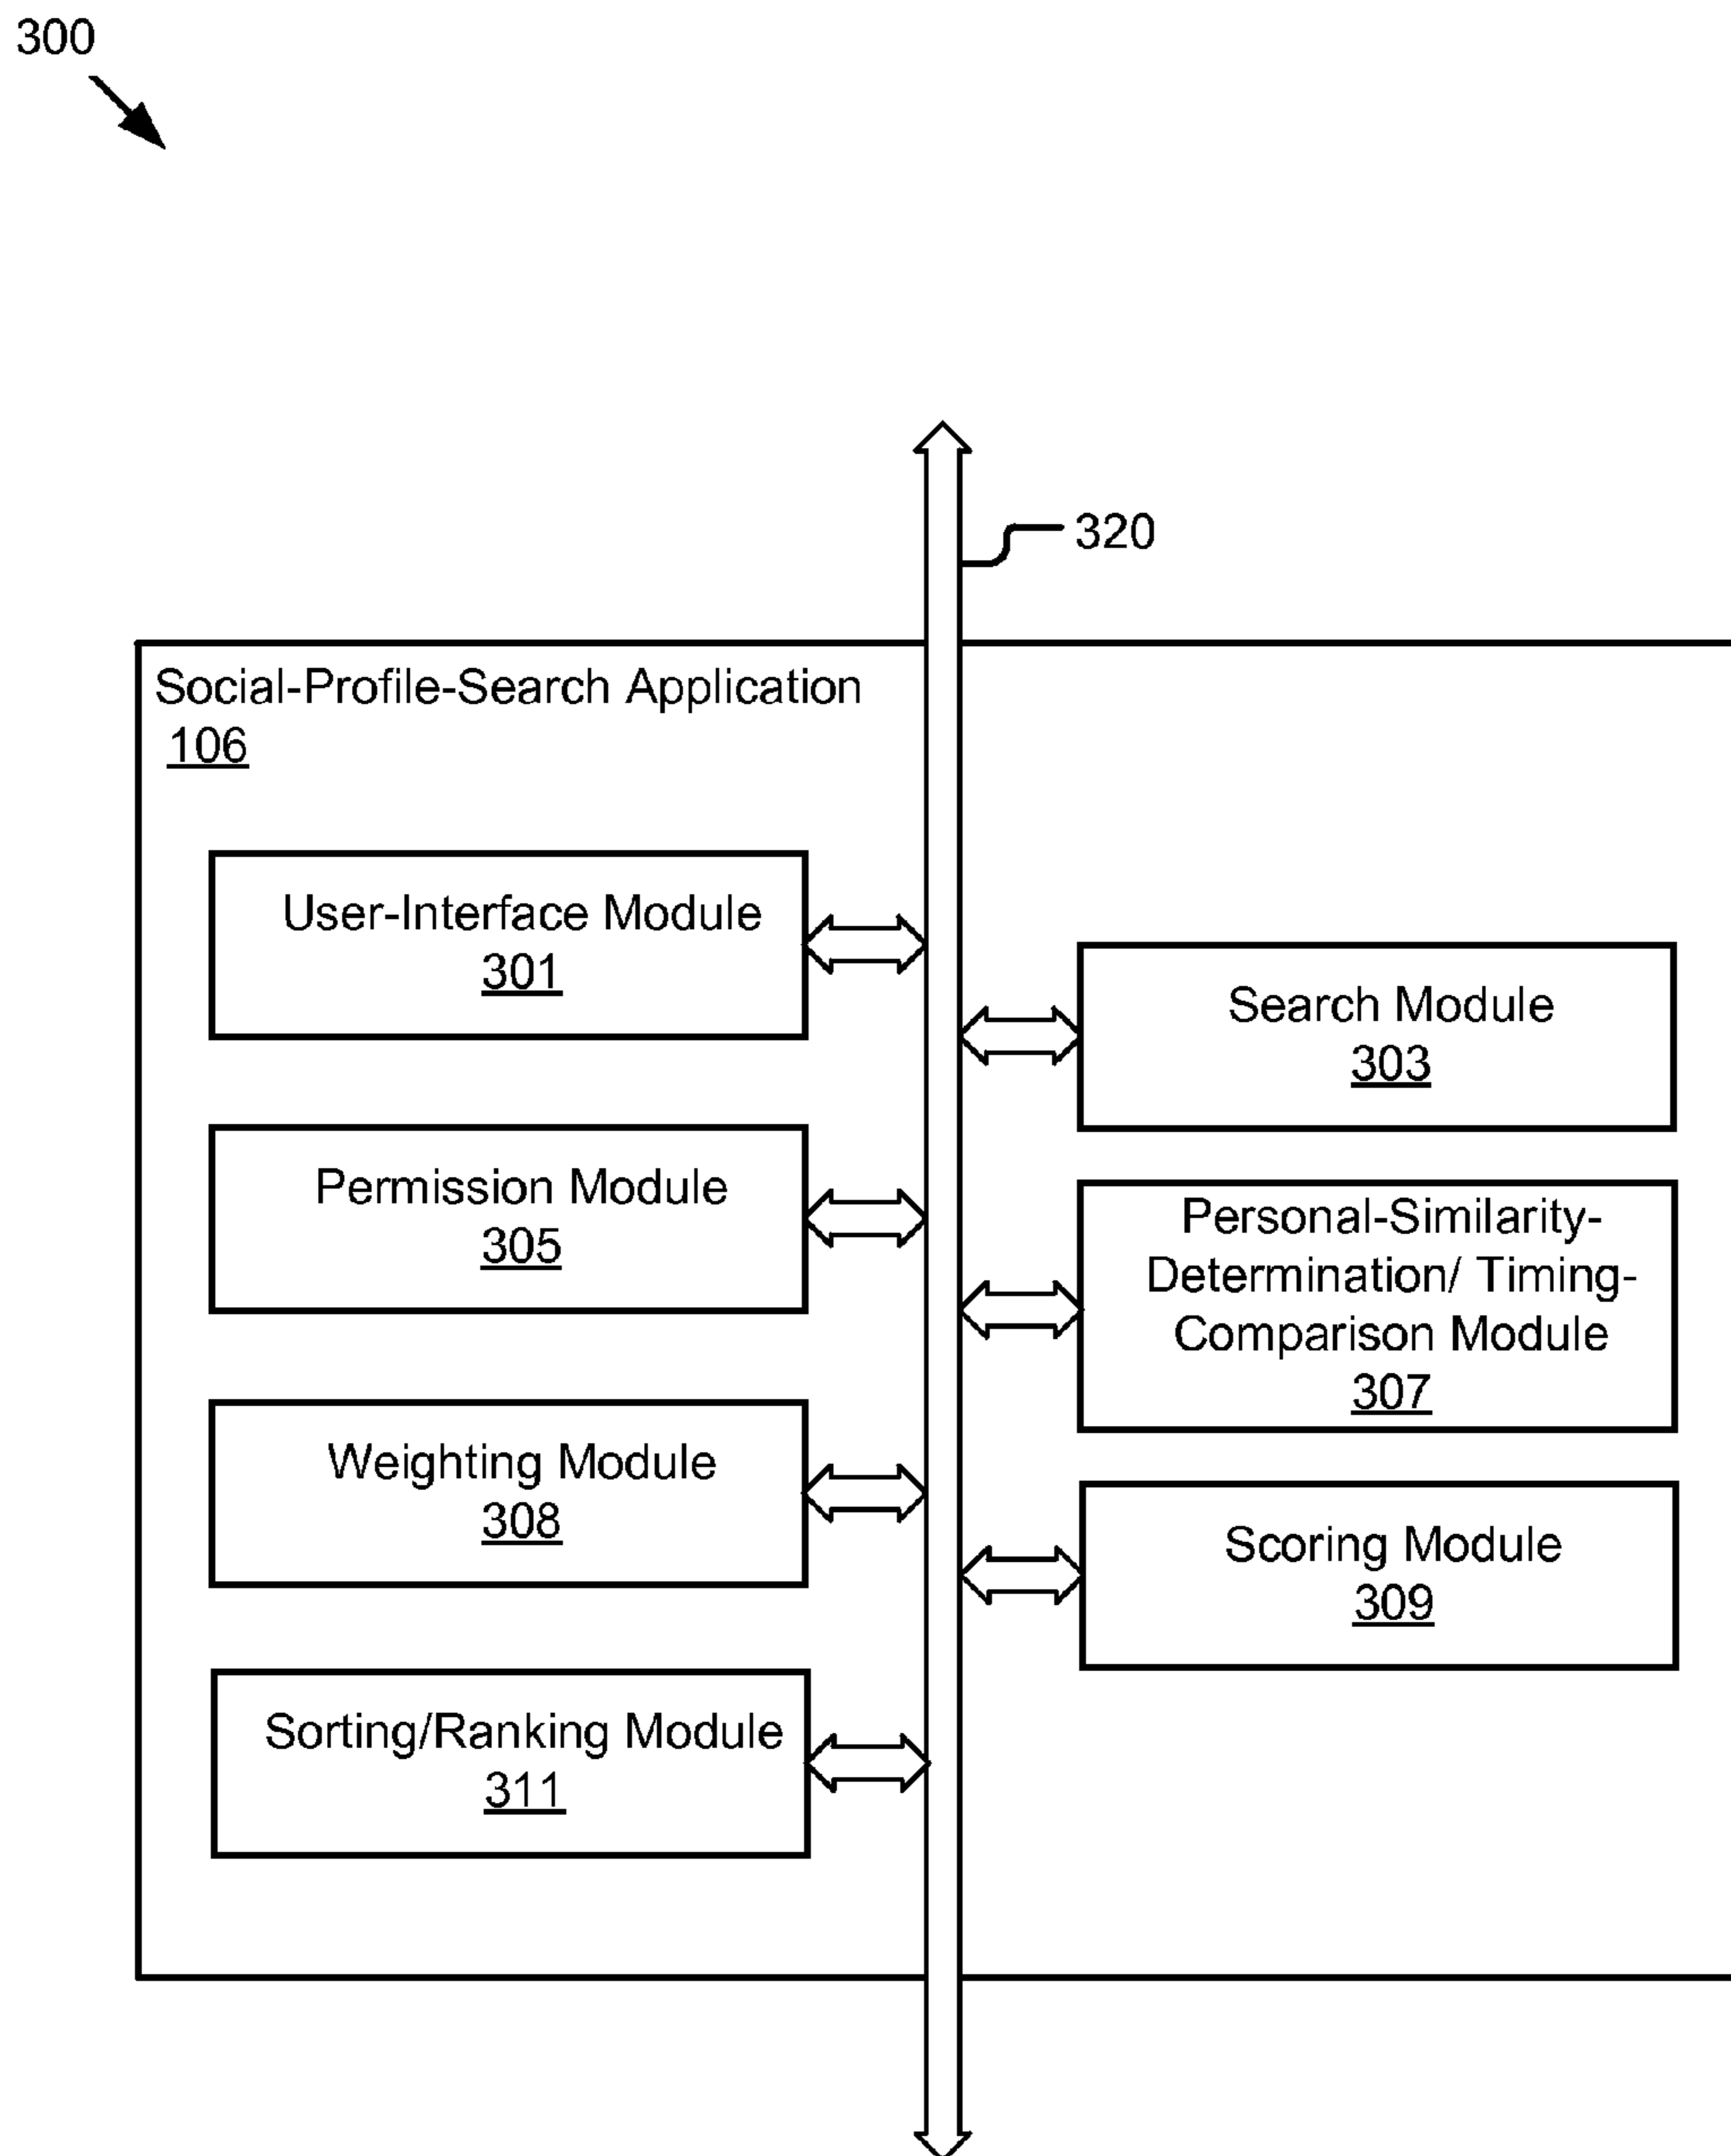 300
320
Social-Profile-Search Application
106
User-Interface Module
301
Search Module
303
Permission Module
305
Personal-Similarity-
Determination/ Timing-
Comparison Module
307
Weighting Module
308
Scoring Module
309
Sorting/Ranking Module
311